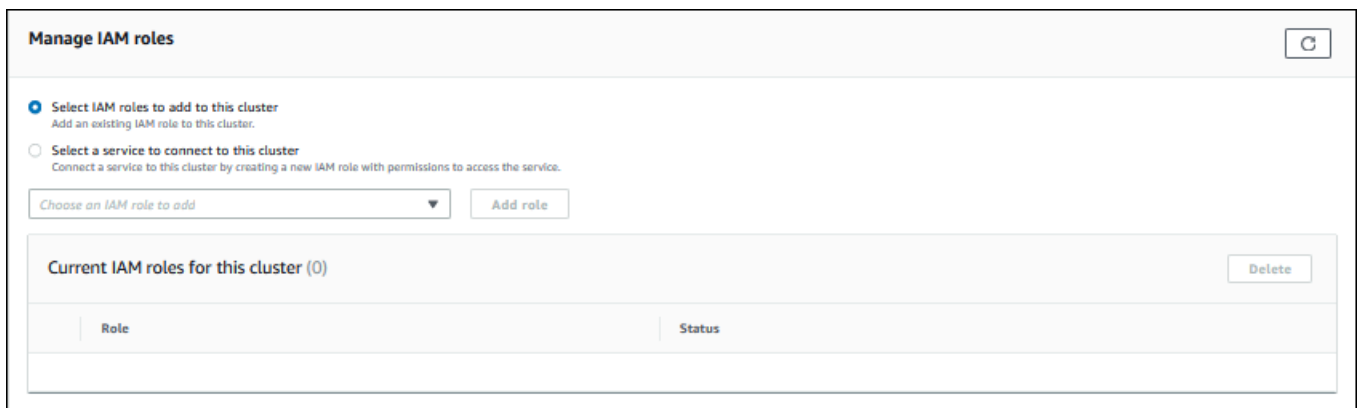 Manage IAM roles
Select IAM roles to add to this cluster
Add an existing IAM role to this cluster.
Select a service to connect to this cluster
Connect a service to this cluster by creating a new IAM role with permissions to access the service.
Choose an IAM role to add
Add role
Current IAM roles for this cluster (0)
Delete
Role
Status